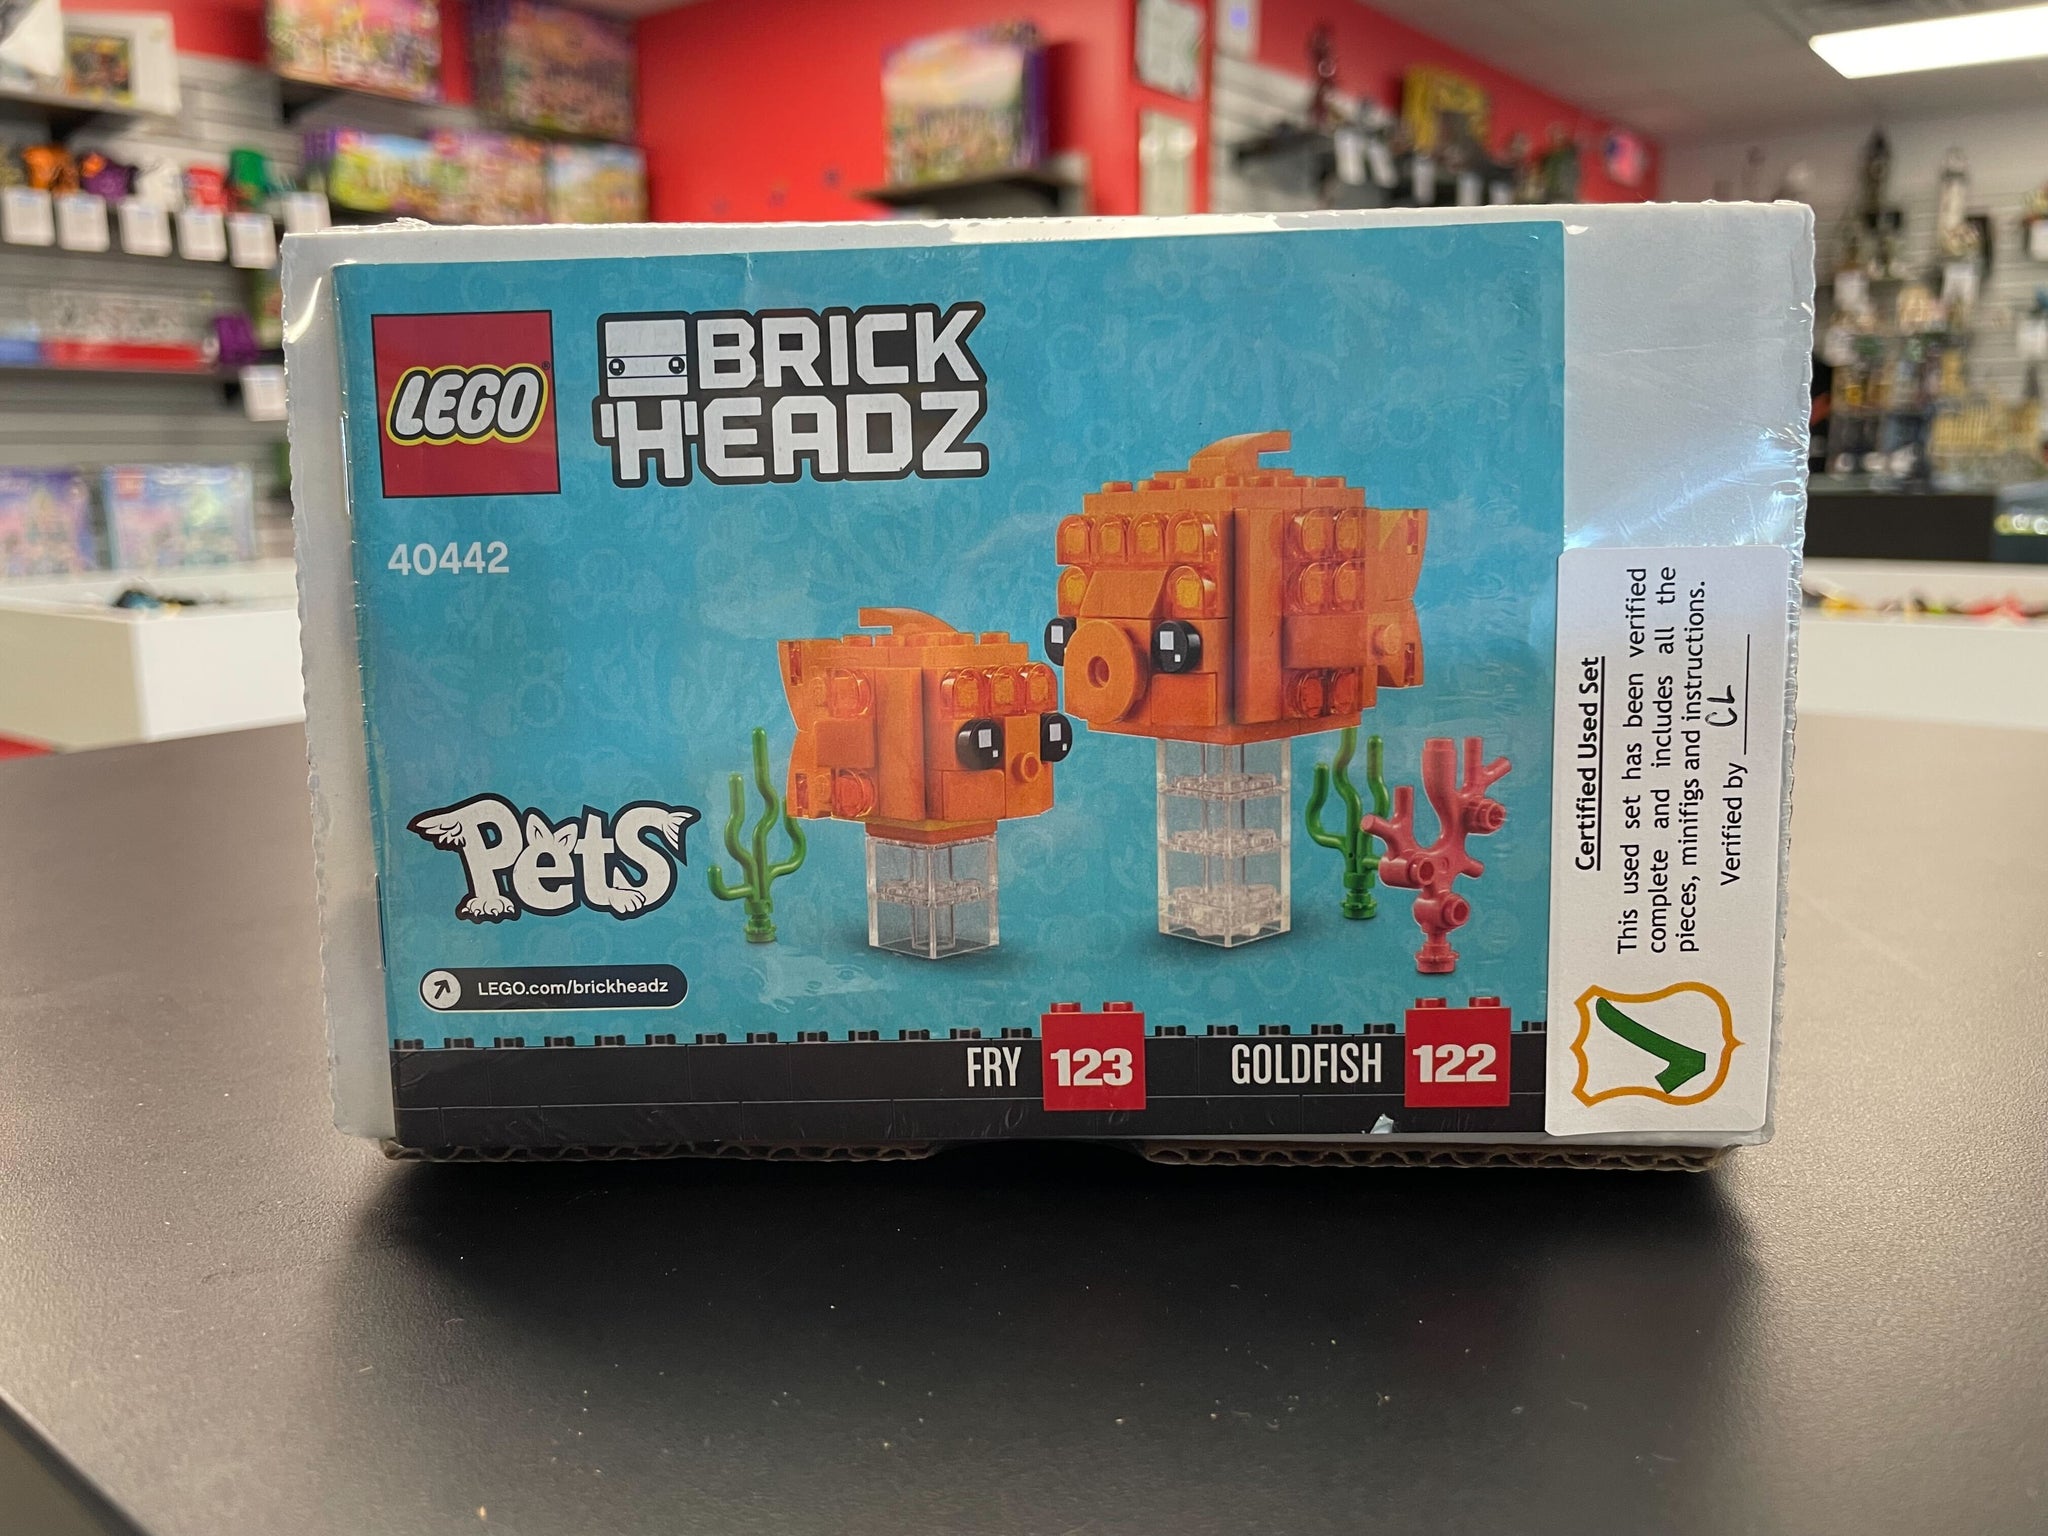 LEGO
BRICK
'H'EADZ
40442
Pets
LEGO.com/brickheadz
FRY 123
GOLDFISH 122
Certified Used Set
This used set has been verified
complete and includes all the
pieces, minifigs and instructions.
Verified by CL